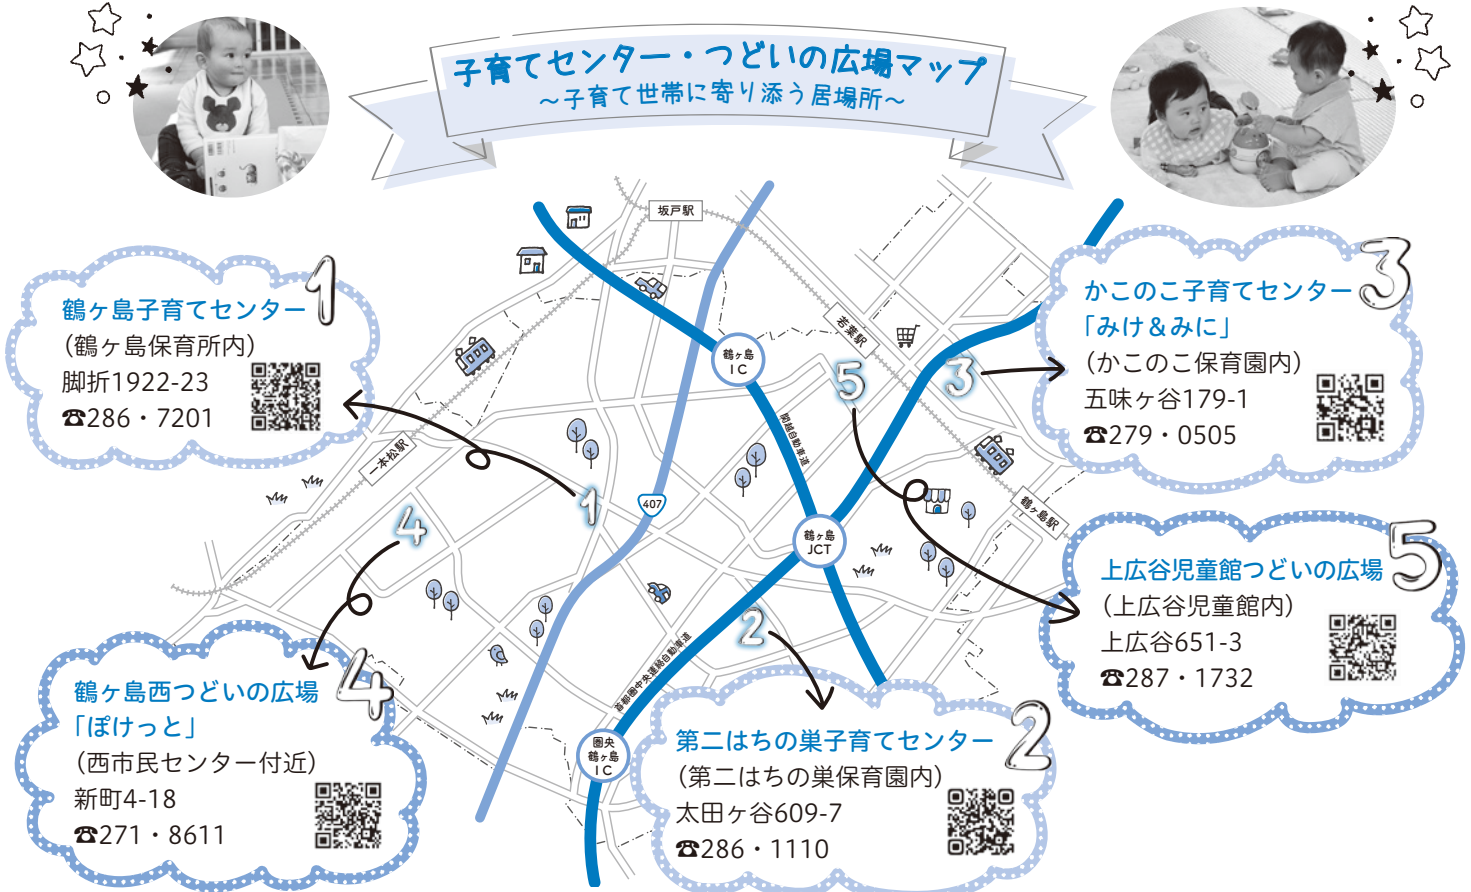 子育てセンター・つどいの広場マップ
～子育て世帯に寄り添う居場所～
坂戸駅
若葉駅
鶴ヶ島駅
一本松駅
鶴ヶ島
IC
関越自動車道
407
鶴ヶ島
JCT
首都圏中央連絡自動車道
圏央
鶴ヶ島
IC
1
2
3
4
5
1
鶴ヶ島子育てセンター
（鶴ヶ島保育所内）
脚折1922-23
☎286・7201
2
第二はちの巣子育てセンター
（第二はちの巣保育園内）
太田ヶ谷609-7
☎286・1110
3
かこのこ子育てセンター
「みけ＆みに」
（かこのこ保育園内）
五味ヶ谷179-1
☎279・0505
4
鶴ヶ島西つどいの広場
「ぽけっと」
（西市民センター付近）
新町4-18
☎271・8611
5
上広谷児童館つどいの広場
（上広谷児童館内）
上広谷651-3
☎287・1732